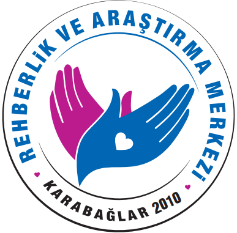 REHBERLİK VE ARAŞTIRMA MERKEZİ
KARABAĞLAR 2010